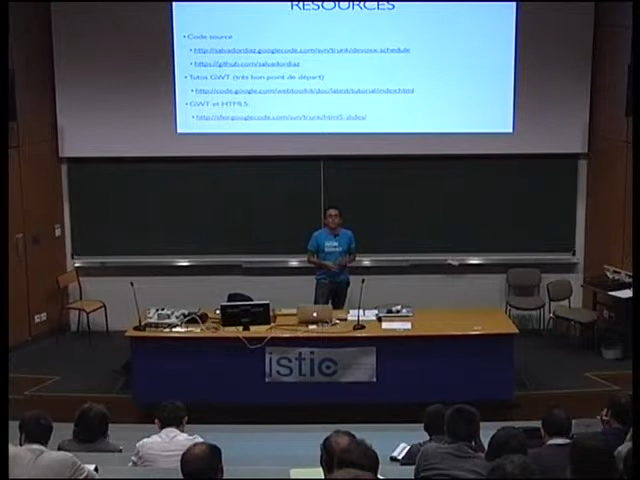 RESOURCES
• Code source
• http://salvadordiaz.googlecode.com/svn/trunk/devoxx-schedule
• https://github.com/salvadordiaz
• Tutos GWT (très bon point de départ)
• http://code.google.com/webtoolkit/doc/latest/tutorial/index.html
• GWT et HTML5:
istic